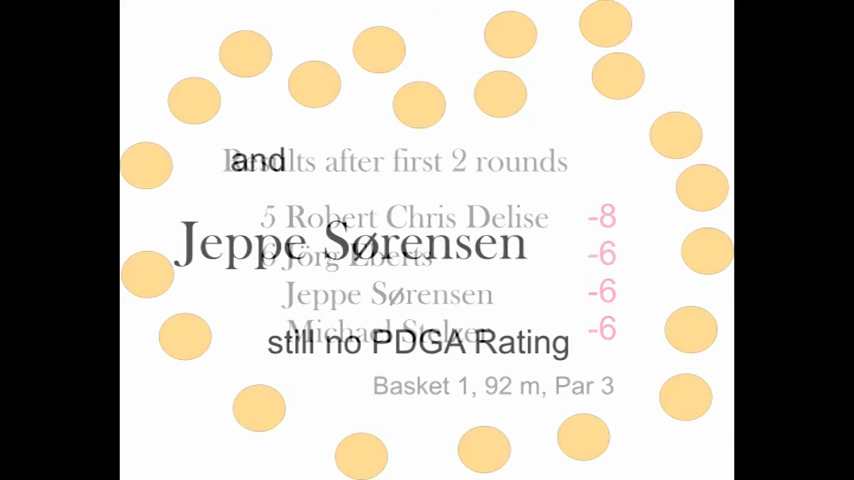 Results after first 2 rounds
and
5 Robert Chris Delise -8
Jeppe Sørensen
6 Jörg Eberts -6
Jeppe Sørensen -6
Michael Stelzer -6
still no PDGA Rating
Basket 1, 92 m, Par 3